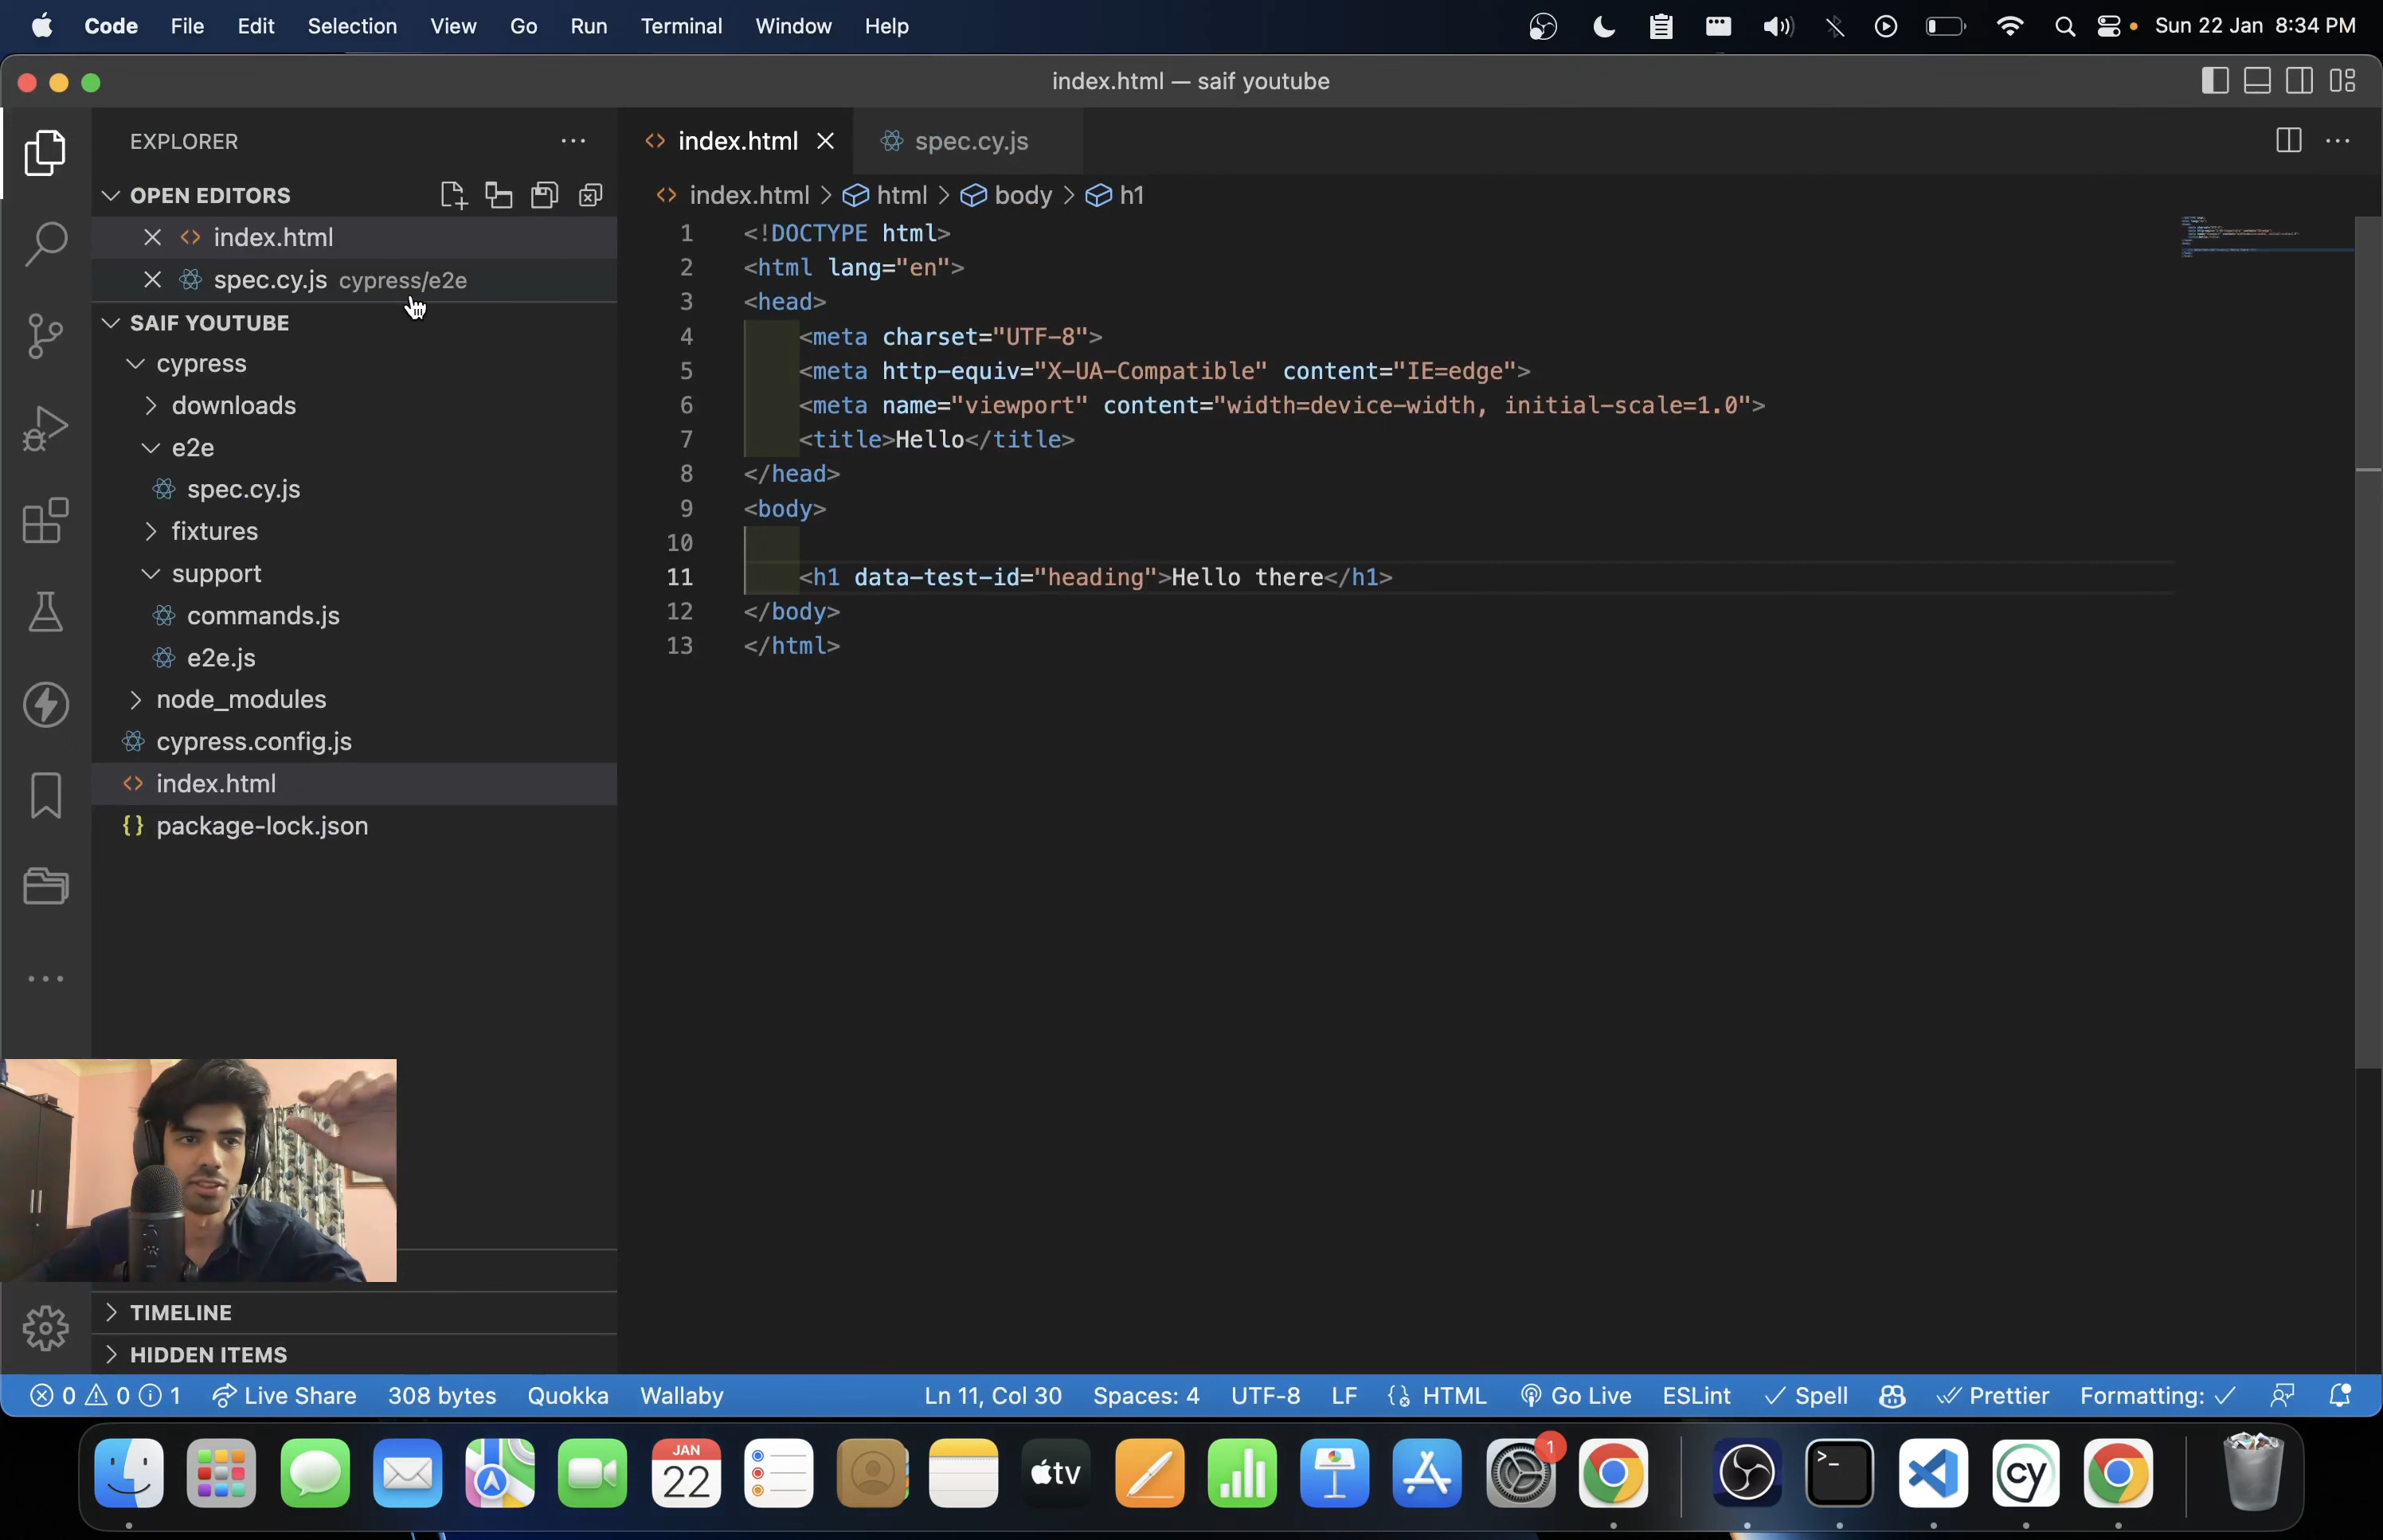 Code File Edit Selection View Go Run Terminal Window Help Sun 22 Jan 8:34 PM
index.html — saif youtube
EXPLORER
OPEN EDITORS
index.html
spec.cy.js cypress/e2e
SAIF YOUTUBE
cypress
downloads
e2e
spec.cy.js
fixtures
support
commands.js
e2e.js
node_modules
cypress.config.js
index.html
{} package-lock.json
TIMELINE
HIDDEN ITEMS
index.html spec.cy.js
index.html > html > body > h1
1 <!DOCTYPE html>
2 <html lang="en">
3 <head>
4 <meta charset="UTF-8">
5 <meta http-equiv="X-UA-Compatible" content="IE=edge">
6 <meta name="viewport" content="width=device-width, initial-scale=1.0">
7 <title>Hello</title>
8 </head>
9 <body>
10
11 <h1 data-test-id="heading">Hello there</h1>
12 </body>
13 </html>
0 0 1 Live Share 308 bytes Quokka Wallaby Ln 11, Col 30 Spaces: 4 UTF-8 LF HTML Go Live ESLint Spell Prettier Formatting:
JAN
22
tv
1
>_
cy